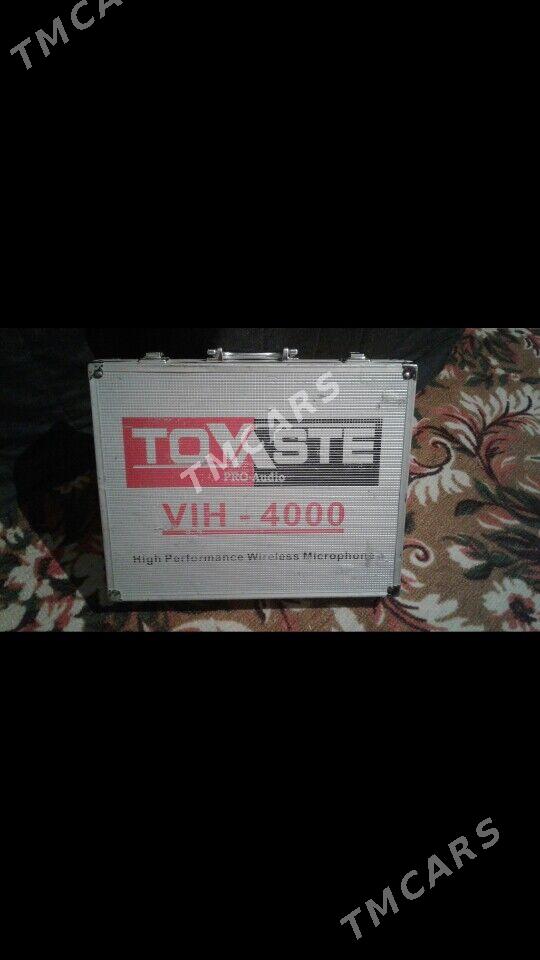 TMCARS
TOXSTE
PRO-Audio
TMCARS
VIH - 4000
High Performance Wireless Microphone
TMCARS